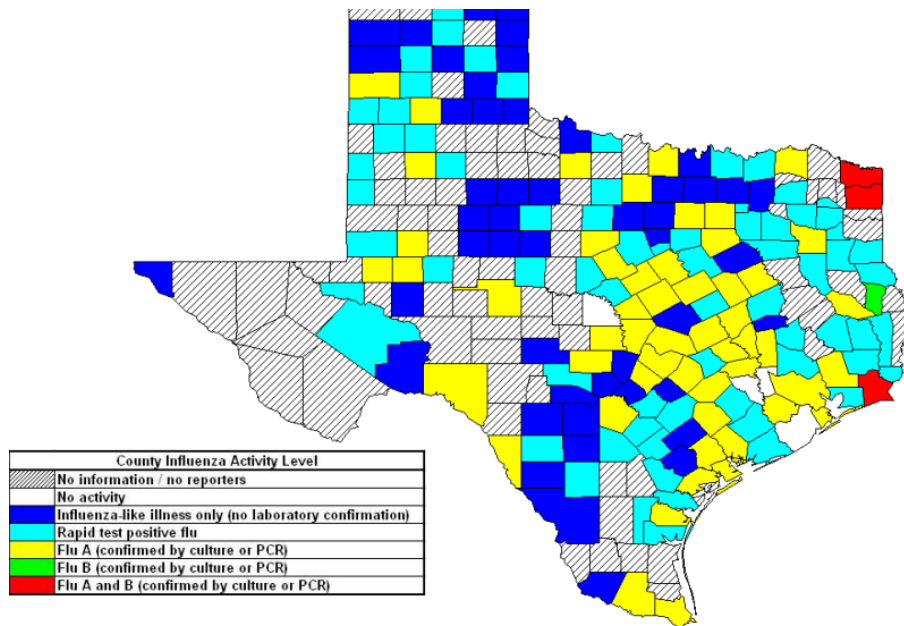 County Influenza Activity Level
No information / no reporters
No activity
Influenza-like illness only (no laboratory confirmation)
Rapid test positive flu
Flu A (confirmed by culture or PCR)
Flu B (confirmed by culture or PCR)
Flu A and B (confirmed by culture or PCR)